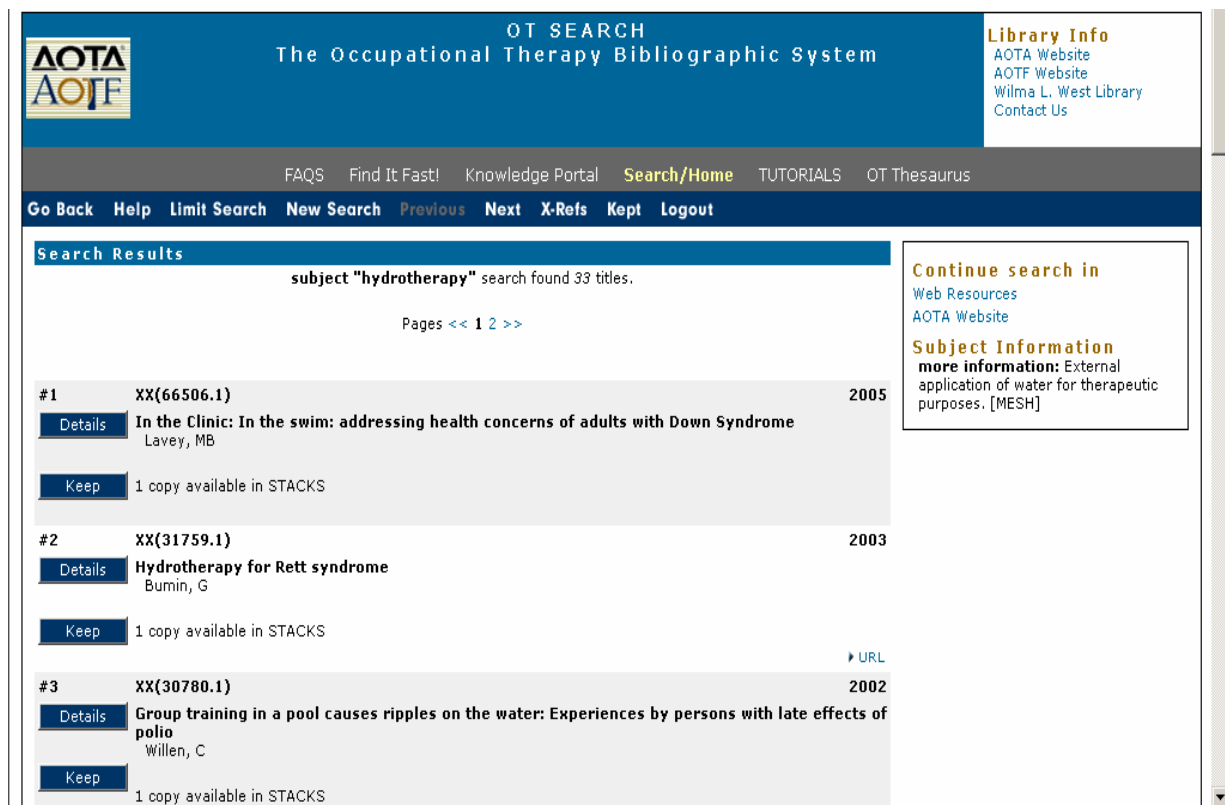 AOTA
AOTF
OT SEARCH
The Occupational Therapy Bibliographic System
Library Info
AOTA Website
AOTF Website
Wilma L. West Library
Contact Us
FAQS Find It Fast! Knowledge Portal Search/Home TUTORIALS OT Thesaurus
Go Back Help Limit Search New Search Previous Next X-Refs Kept Logout
Search Results
subject "hydrotherapy" search found 33 titles.
Pages << 1 2 >>
#1 XX(66506.1) 2005
Details In the Clinic: In the swim: addressing health concerns of adults with Down Syndrome
Lavey, MB
Keep 1 copy available in STACKS
#2 XX(31759.1) 2003
Details Hydrotherapy for Rett syndrome
Bumin, G
Keep 1 copy available in STACKS
URL
#3 XX(30780.1) 2002
Details Group training in a pool causes ripples on the water: Experiences by persons with late effects of
polio
Willen, C
Keep
1 copy available in STACKS
Continue search in
Web Resources
AOTA Website
Subject Information
more information: External
application of water for therapeutic
purposes. [MESH]